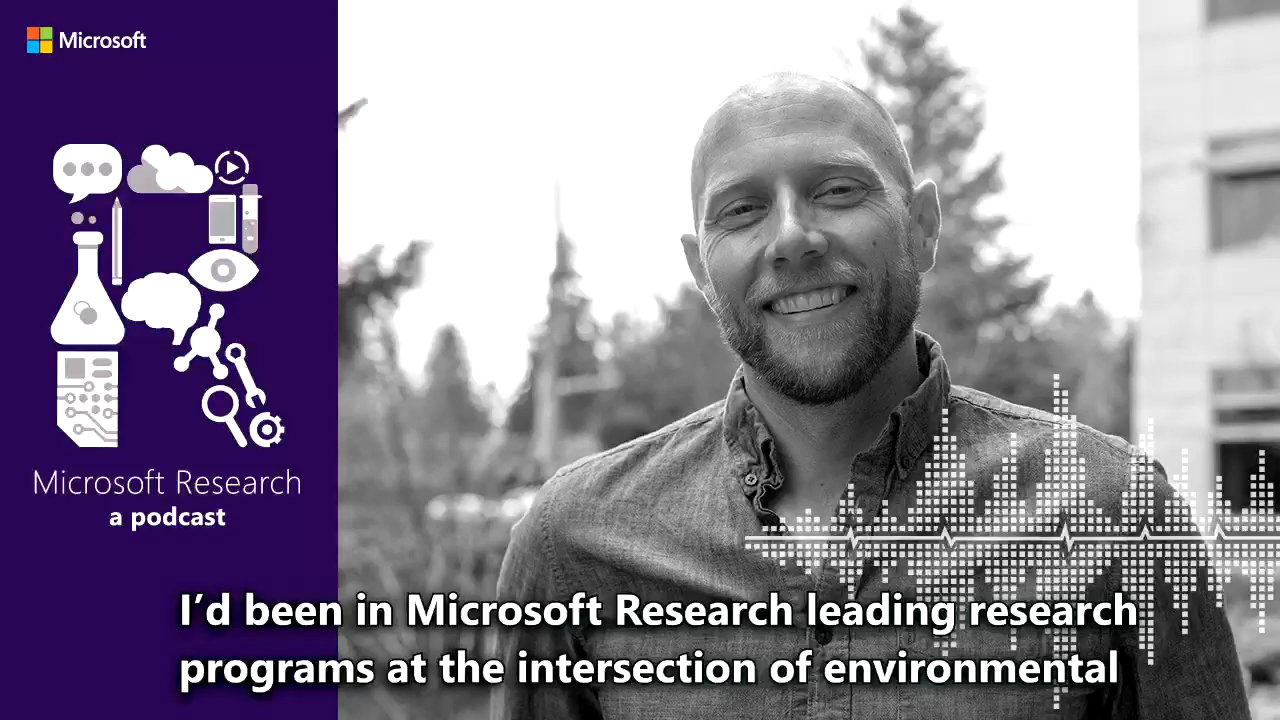 Microsoft
Microsoft Research
a podcast
I’d been in Microsoft Research leading research
programs at the intersection of environmental